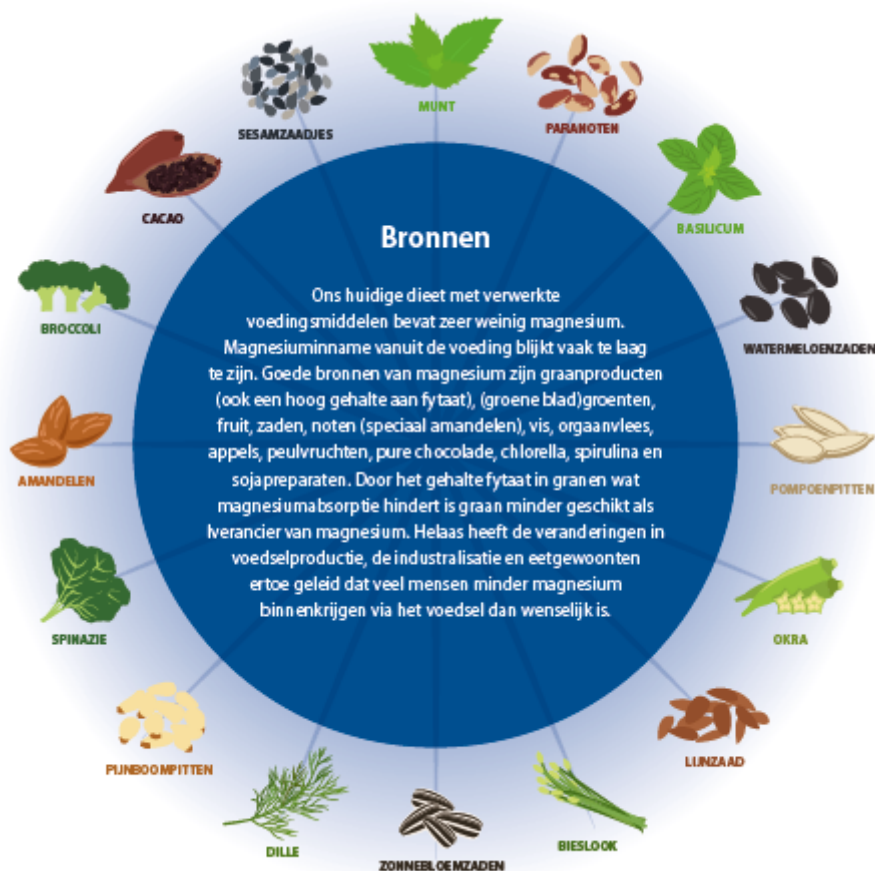 MUNT
SESAMZAADJES
PARANOTEN
CACAO
BASILICUM
BROCCOLI
WATERMELOENZADEN
AMANDELEN
POMPOENPITTEN
SPINAZIE
OKRA
PIJNBOOMPITTEN
LIJNZAAD
DILLE
BIESLOOK
ZONNEBLOEMZADEN
Bronnen
Ons huidige dieet met verwerkte
voedingsmiddelen bevat zeer weinig magnesium.
Magnesiuminname vanuit de voeding blijkt vaak te laag
te zijn. Goede bronnen van magnesium zijn graanproducten
(ook een hoog gehalte aan fytaat), (groene blad)groenten,
fruit, zaden, noten (speciaal amandelen), vis, orgaanvlees,
appels, peulvruchten, pure chocolade, chlorella, spirulina en
sojapreparaten. Door het gehalte fytaat in granen wat
magnesiumabsorptie hindert is graan minder geschikt als
lverancier van magnesium. Helaas heeft de veranderingen in
voedselproductie, de industralisatie en eetgewoonten
ertoe geleid dat veel mensen minder magnesium
binnenkrijgen via het voedsel dan wenselijk is.